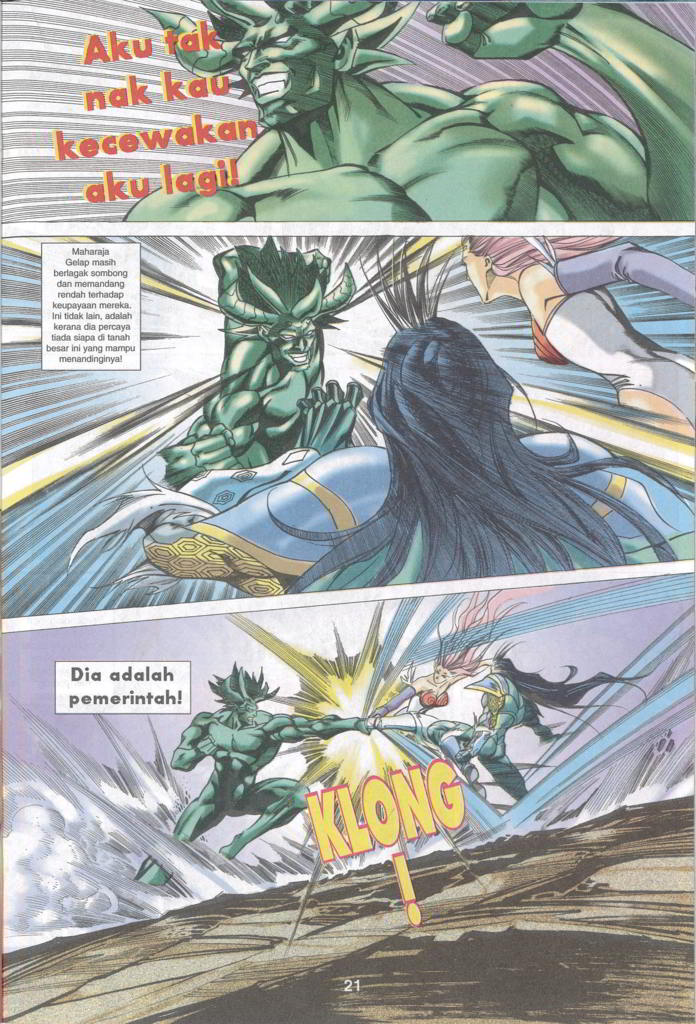 Aku tak
nak kau
kecewakan
aku lagi!
Maharaja
Gelap masih
berlagak sombong
dan memandang
rendah terhadap
keupayaan mereka.
Ini tidak lain, adalah
kerana dia percaya
tiada siapa di tanah
besar ini yang mampu
menandinginya!
Dia adalah
pemerintah!
KLONG
!
21